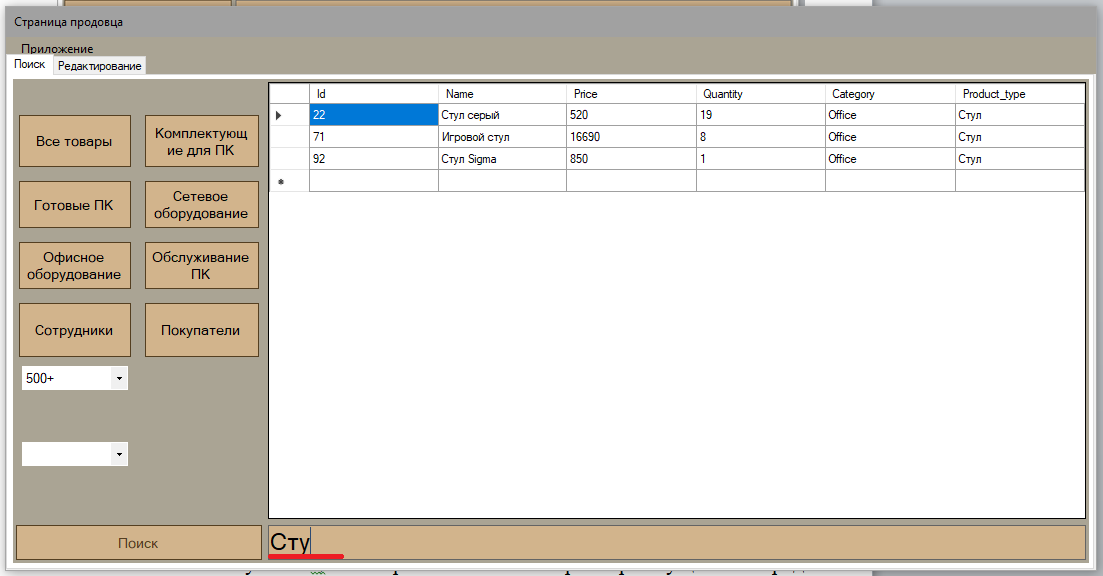 Страница продовца
Приложение
Поиск Редактирование
Id Name Price Quantity Category Product_type
22 Стул серый 520 19 Office Стул
71 Игровой стул 16690 8 Office Стул
92 Стул Sigma 850 1 Office Стул
Все товары
Комплектующ
ие для ПК
Готовые ПК
Сетевое
оборудование
Офисное
оборудование
Обслуживание
ПК
Сотрудники
Покупатели
500+
Поиск
Сту